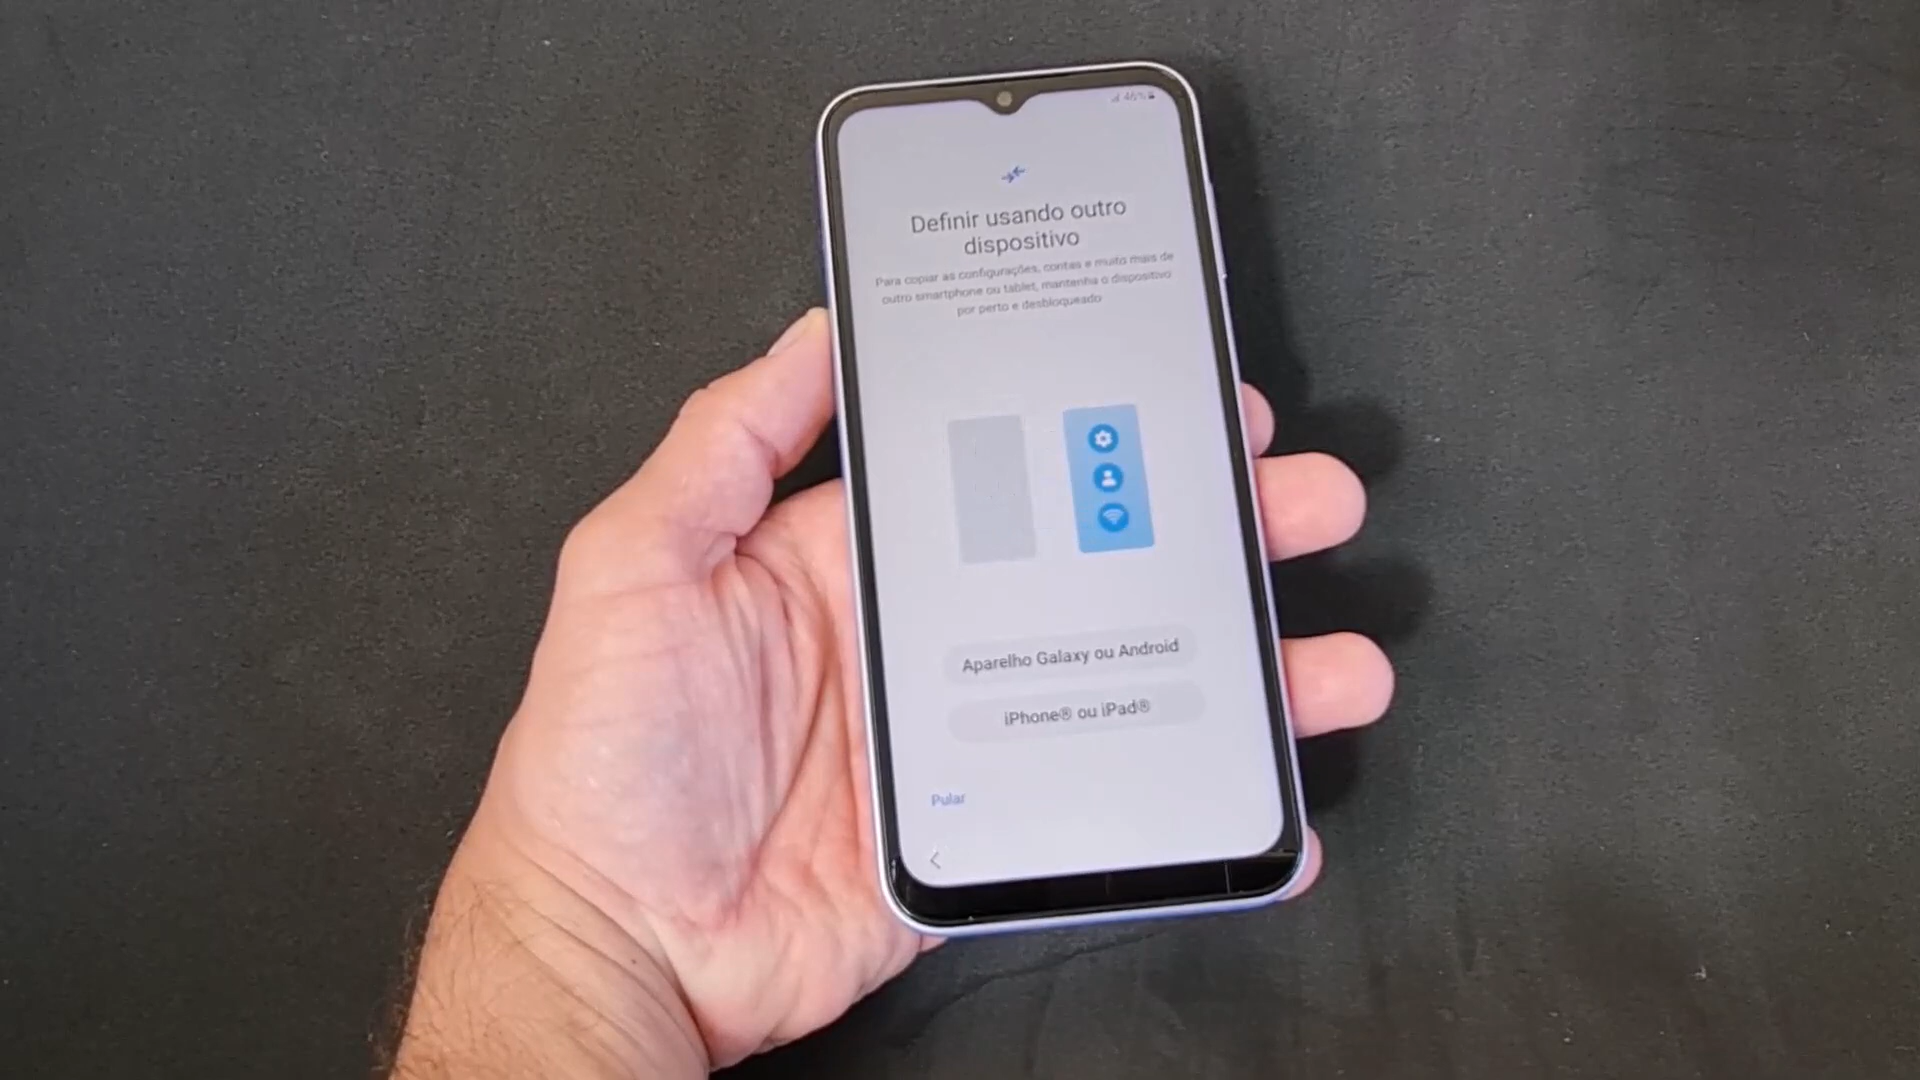 46%
Definir usando outro
dispositivo
Para copiar as configurações, contas e muito mais de
outro smartphone ou tablet, mantenha o dispositivo
por perto e desbloqueado
Aparelho Galaxy ou Android
iPhone® ou iPad®
Pular